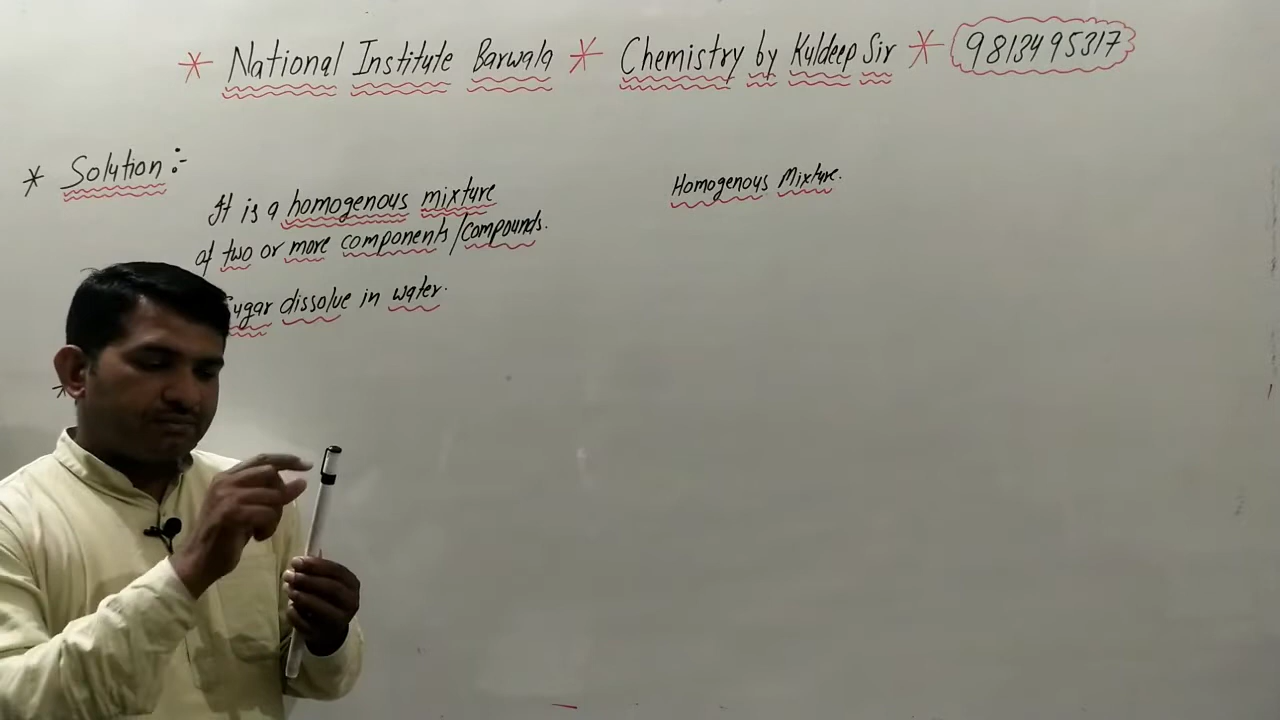 * National Institute Barwala * Chemistry by Kuldeep Sir * 9813495317
* Solution :-
It is a homogenous mixture
of two or more components/compounds.
Sugar dissolve in water.
Homogenous Mixture.